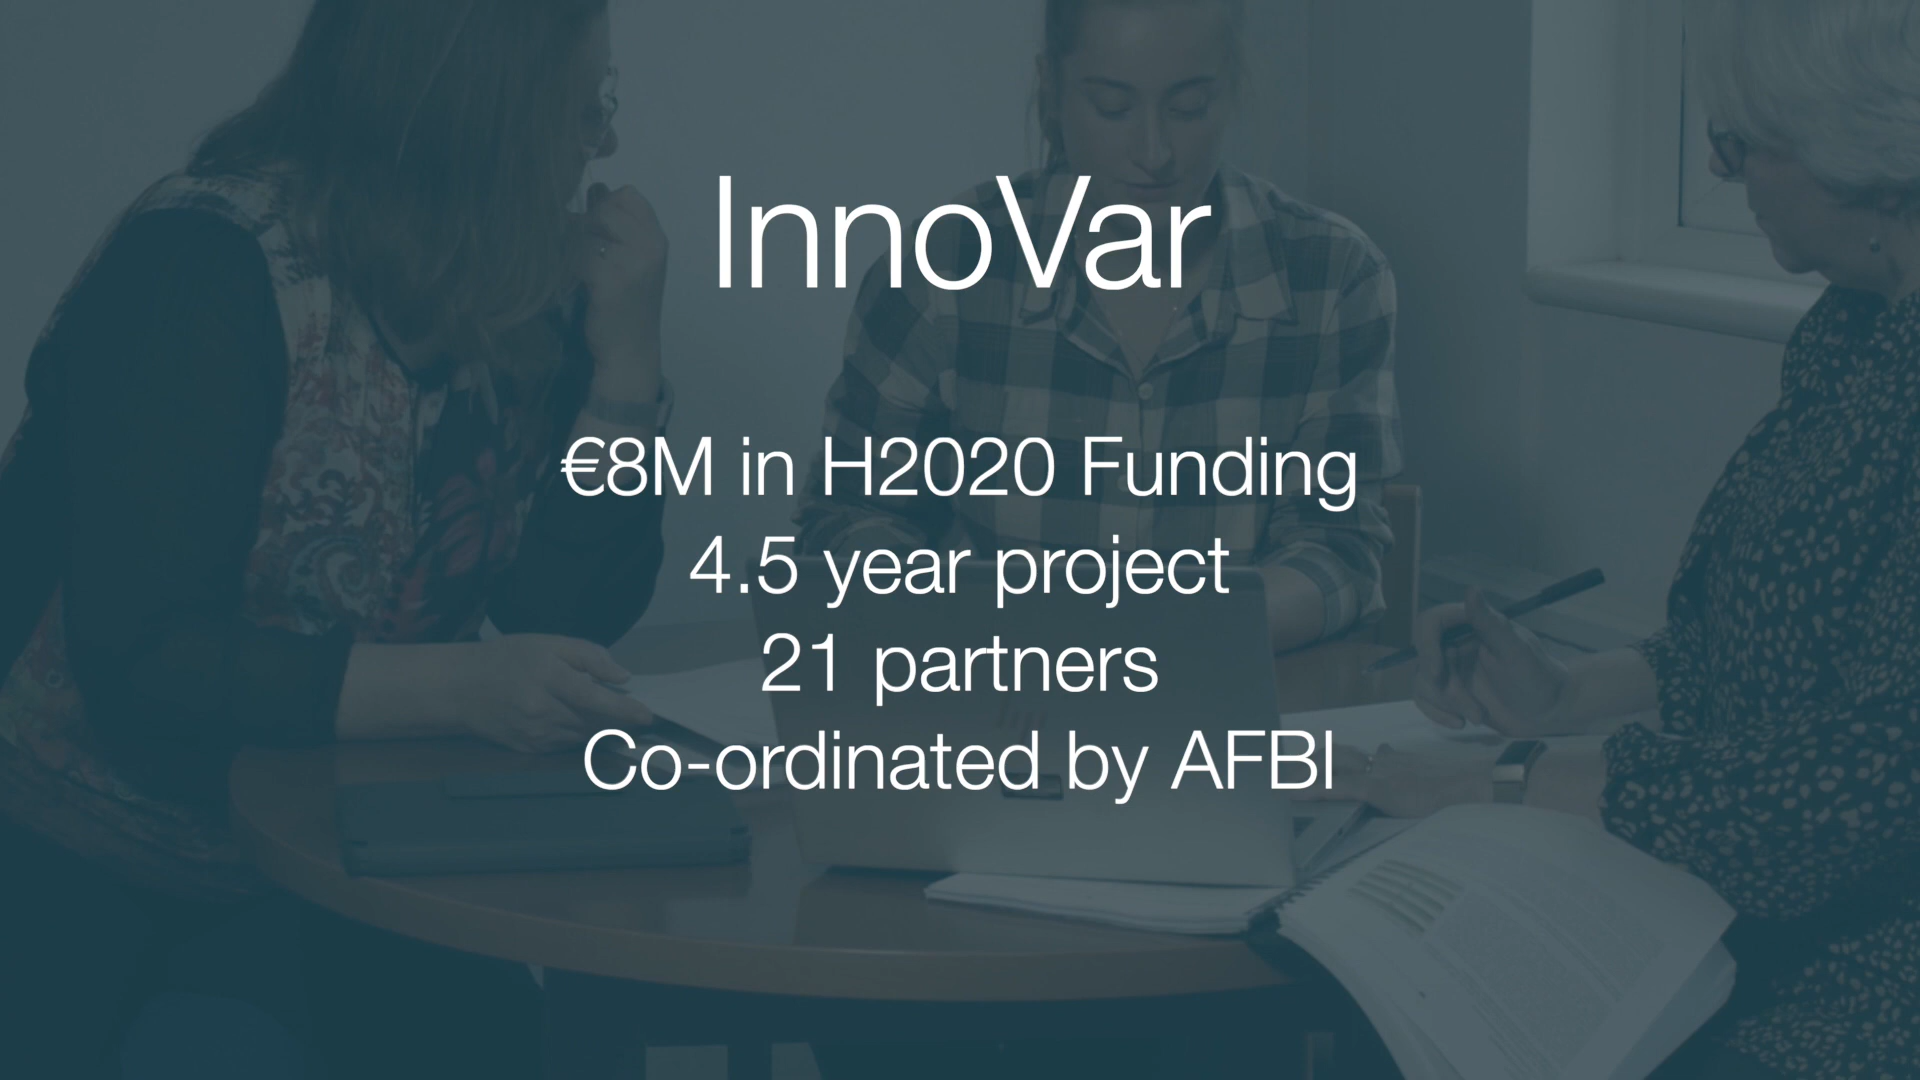 InnoVar
€8M in H2020 Funding
4.5 year project
21 partners
Co-ordinated by AFBI